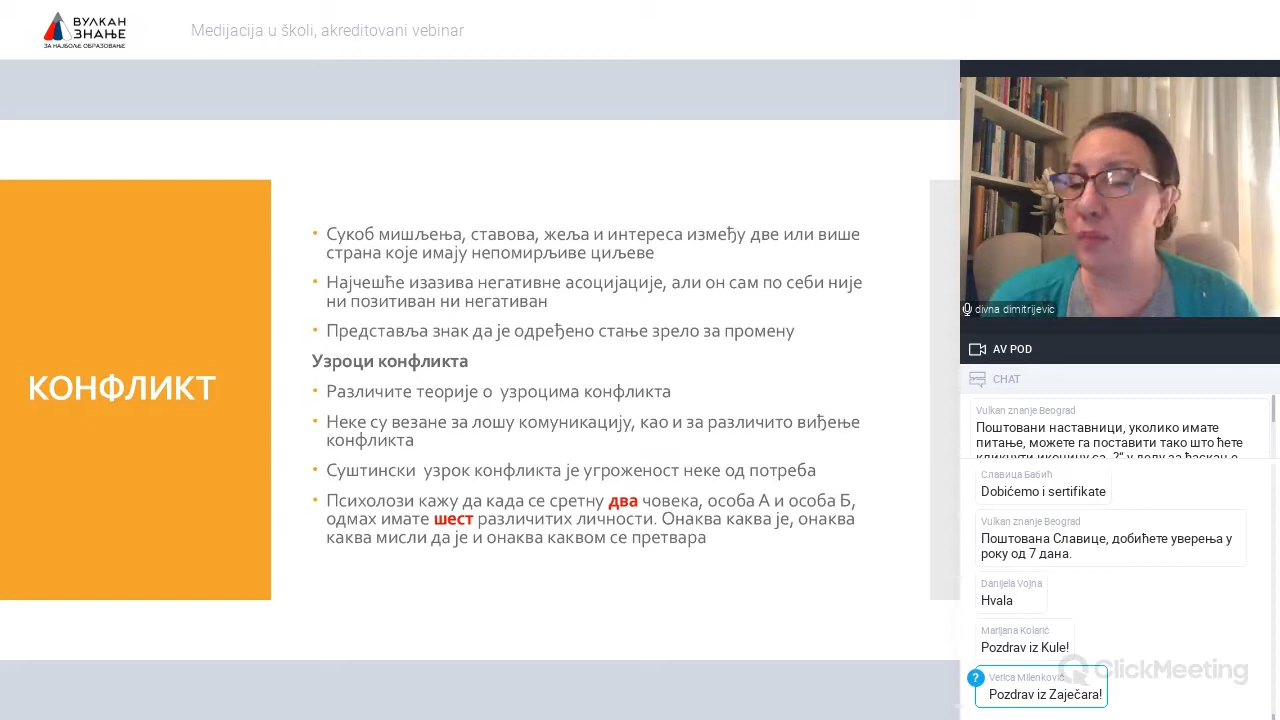 ВУЛКАН
ЗНАЊЕ
ЗА НАЈБОЉЕ ОБРАЗОВАЊЕ
Medijacija u školi, akreditovani vebinar
КОНФЛИКТ
• Сукоб мишљења, ставова, жеља и интереса између две или више
страна које имају непомирљиве циљеве
• Најчешће изазива негативне асоцијације, али он сам по себи није
ни позитиван ни негативан
• Представља знак да је одређено стање зрело за промену
Узроци конфликта
• Различите теорије о узроцима конфликта
• Неке су везане за лошу комуникацију, као и за различито виђење
конфликта
• Суштински узрок конфликта је угроженост неке од потреба
• Психолози кажу да када се сретну два човека, особа А и особа Б,
одмах имате шест различитих личности. Онаква каква је, онаква
каква мисли да је и онаква каквом се претвара
divna dimitrijevic
AV POD
CHAT
Vulkan znanje Beograd
Поштовани наставници, уколико имате
питање, можете га поставити тако што ћете
кликнути иконицу са „?“ у делу за ћаскање
Славица Бабић
Dobićemo i sertifikate
Vulkan znanje Beograd
Поштована Славице, добићете уверења у
року од 7 дана.
Danijela Vojna
Hvala
Marijana Kolarić
Pozdrav iz Kule!
ClickMeeting
?
Verica Milenković
Pozdrav iz Zaječara!